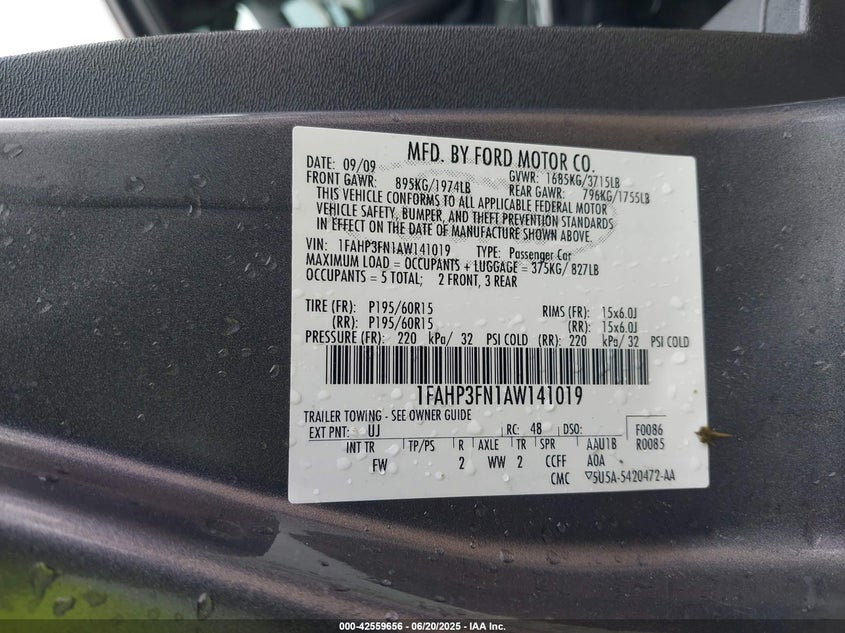 MFD. BY FORD MOTOR CO.
DATE: 09/09 GVWR: 1685KG/3715LB
FRONT GAWR: 895KG/1974LB REAR GAWR: 796KG/1755LB
THIS VEHICLE CONFORMS TO ALL APPLICABLE FEDERAL MOTOR
VEHICLE SAFETY, BUMPER, AND THEFT PREVENTION STANDARDS
IN EFFECT ON THE DATE OF MANUFACTURE SHOWN ABOVE.
VIN: 1FAHP3FN1AW141019 TYPE: Passenger Car
MAXIMUM LOAD = OCCUPANTS + LUGGAGE = 375KG/ 827LB
OCCUPANTS = 5 TOTAL; 2 FRONT, 3 REAR
TIRE (FR): P195/60R15 RIMS (FR): 15x6.0J
(RR): P195/60R15 (RR): 15x6.0J
PRESSURE (FR): 220 kPa/ 32 PSI COLD (RR): 220 kPa/ 32 PSI COLD
1FAHP3FN1AW141019
TRAILER TOWING - SEE OWNER GUIDE
EXT PNT: UJ RC: 48 DSO: F0086
INT TR TP/PS R AXLE TR SPR AAU1B R0085
FW 2 WW 2 CCFF A0A
CMC ▽5U5A-5420472-AA
000-42559656 - 06/20/2025 - IAA Inc.